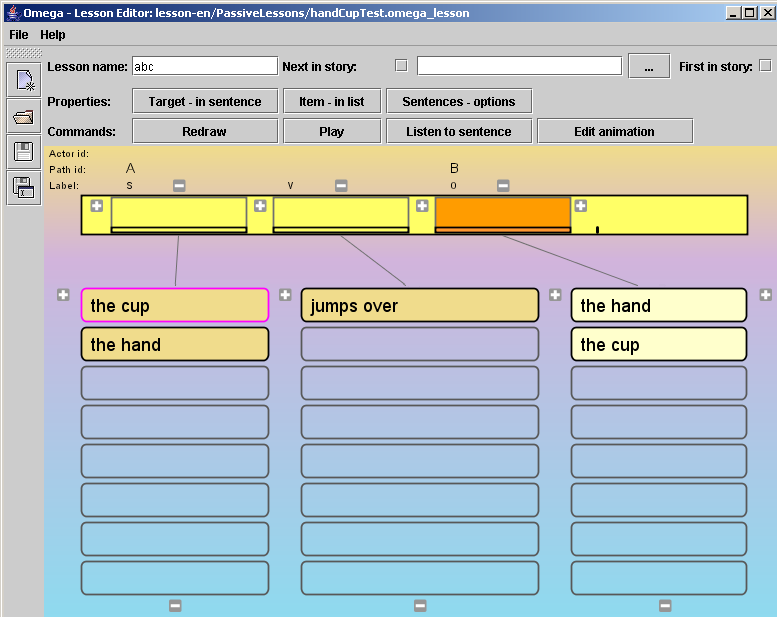 Omega - Lesson Editor: lesson-en/PassiveLessons/handCupTest.omega_lesson
File Help
Lesson name: abc Next in story: ... First in story:
Properties: Target - in sentence Item - in list Sentences - options
Commands: Redraw Play Listen to sentence Edit animation
Actor id:
Path id: A B
Label: S V O
the cup jumps over the hand
the hand the cup